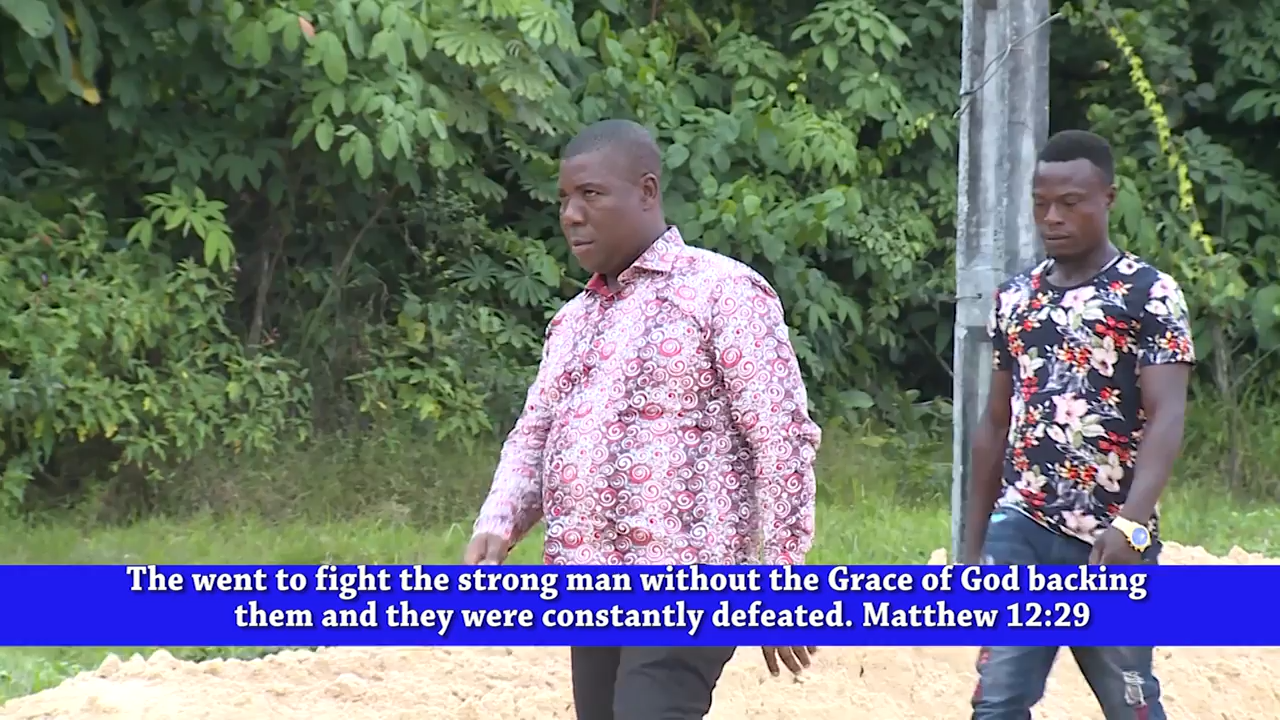 The went to fight the strong man without the Grace of God backing
them and they were constantly defeated. Matthew 12:29